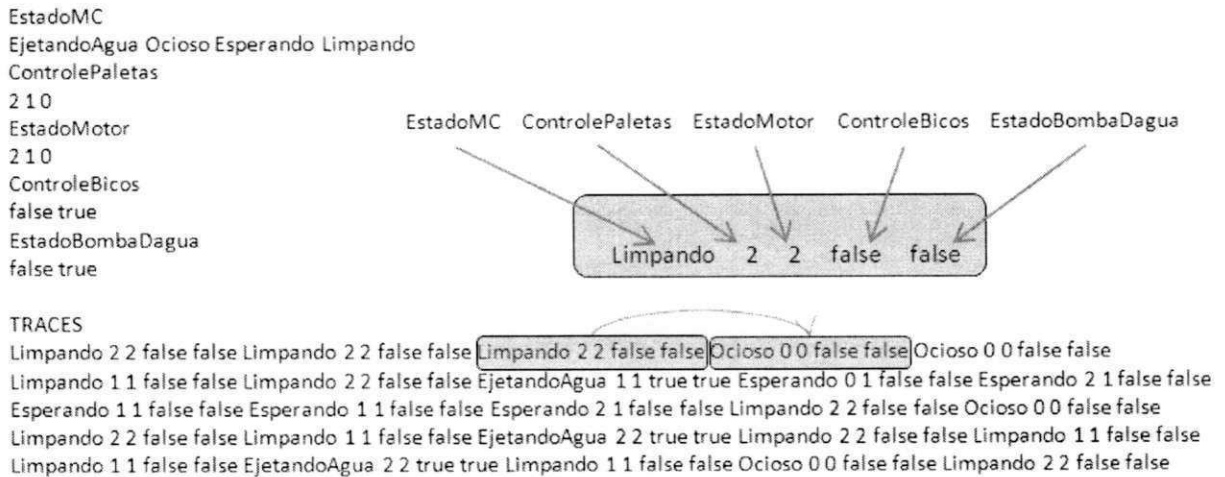 EstadoMC
EjetandoAgua Ocioso Esperando Limpando
ControlePaletas
2 1 0
EstadoMotor
2 1 0
ControleBicos
false true
EstadoBombaDagua
false true
EstadoMC ControlePaletas EstadoMotor ControleBicos EstadoBombaDagua
Limpando 2 2 false false
TRACES
Limpando 2 2 false false Limpando 2 2 false false Limpando 2 2 false false Ocioso 0 0 false false Ocioso 0 0 false false
Limpando 1 1 false false Limpando 2 2 false false EjetandoAgua 1 1 true true Esperando 0 1 false false Esperando 2 1 false false
Esperando 1 1 false false Esperando 1 1 false false Esperando 2 1 false false Limpando 2 2 false false Ocioso 0 0 false false
Limpando 2 2 false false Limpando 1 1 false false EjetandoAgua 2 2 true true Limpando 2 2 false false Limpando 1 1 false false
Limpando 1 1 false false EjetandoAgua 2 2 true true Limpando 1 1 false false Ocioso 0 0 false false Limpando 2 2 false false